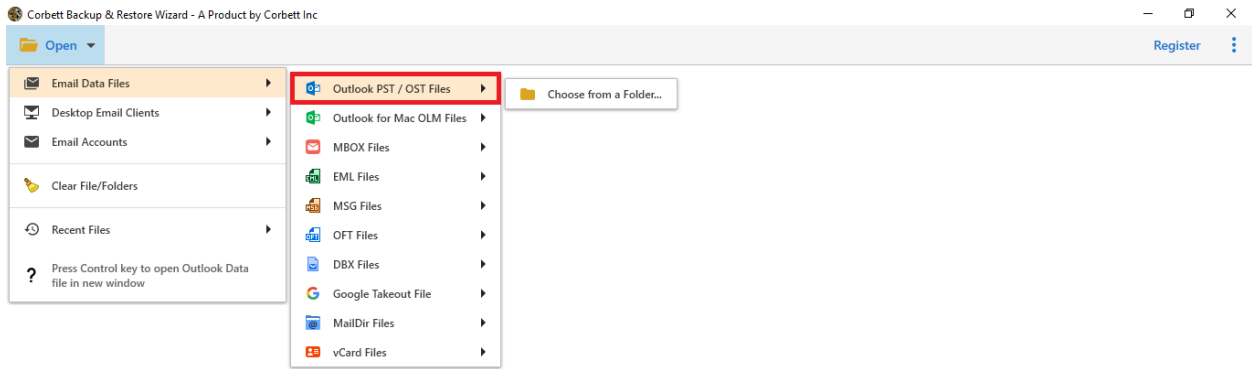 Corbett Backup & Restore Wizard - A Product by Corbett Inc
Open
Register
Email Data Files
Desktop Email Clients
Email Accounts
Clear File/Folders
Recent Files
? Press Control key to open Outlook Data
file in new window
Outlook PST / OST Files
Outlook for Mac OLM Files
MBOX Files
EML Files
MSG Files
OFT Files
DBX Files
Google Takeout File
MailDir Files
vCard Files
Choose from a Folder...